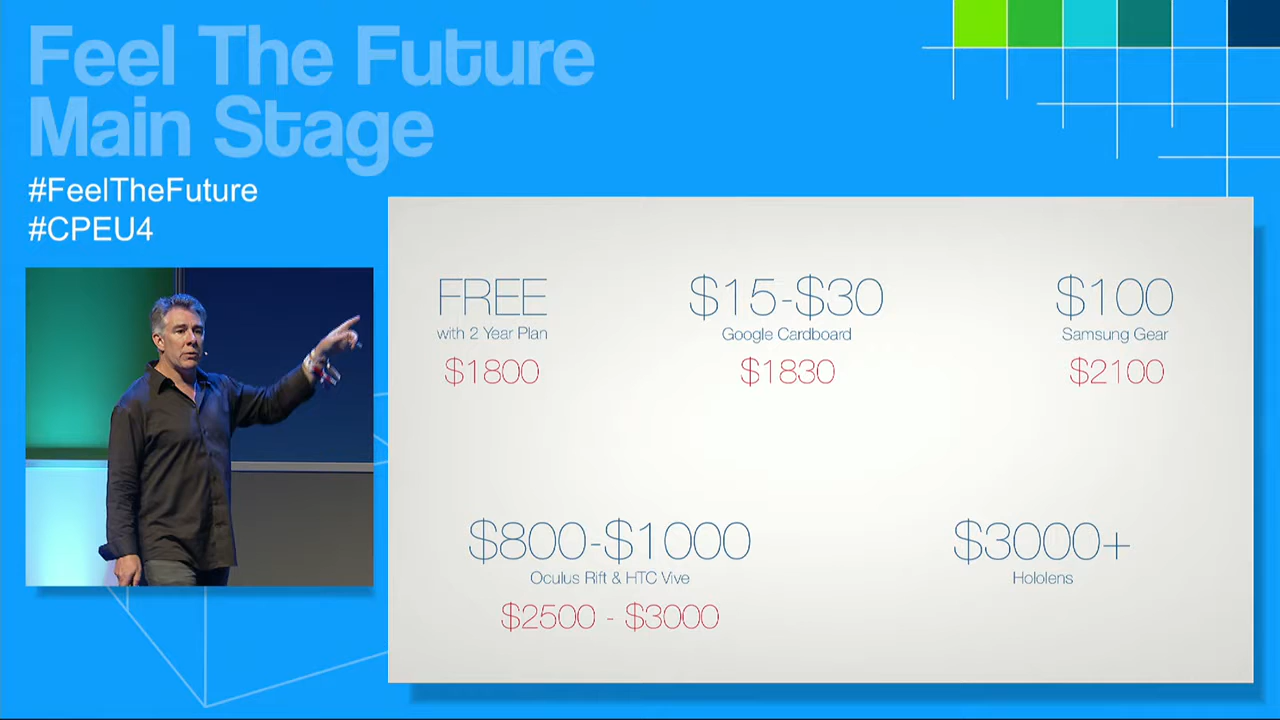 Feel The Future
Main Stage
#FeelTheFuture
#CPEU4
FREE
with 2 Year Plan
$1800
$15-$30
Google Cardboard
$1830
$100
Samsung Gear
$2100
$800-$1000
Oculus Rift & HTC Vive
$2500 - $3000
$3000+
Hololens